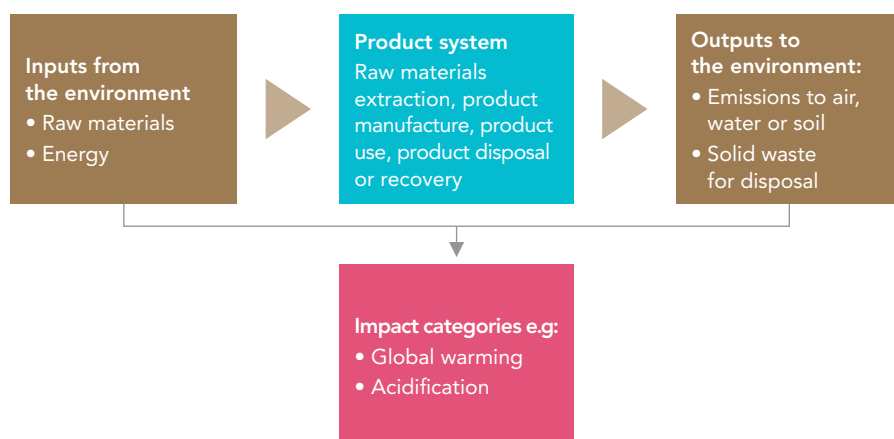 Inputs from
the environment
• Raw materials
• Energy
Product system
Raw materials
extraction, product
manufacture, product
use, product disposal
or recovery
Outputs to
the environment:
• Emissions to air,
water or soil
• Solid waste
for disposal
Impact categories e.g:
• Global warming
• Acidification